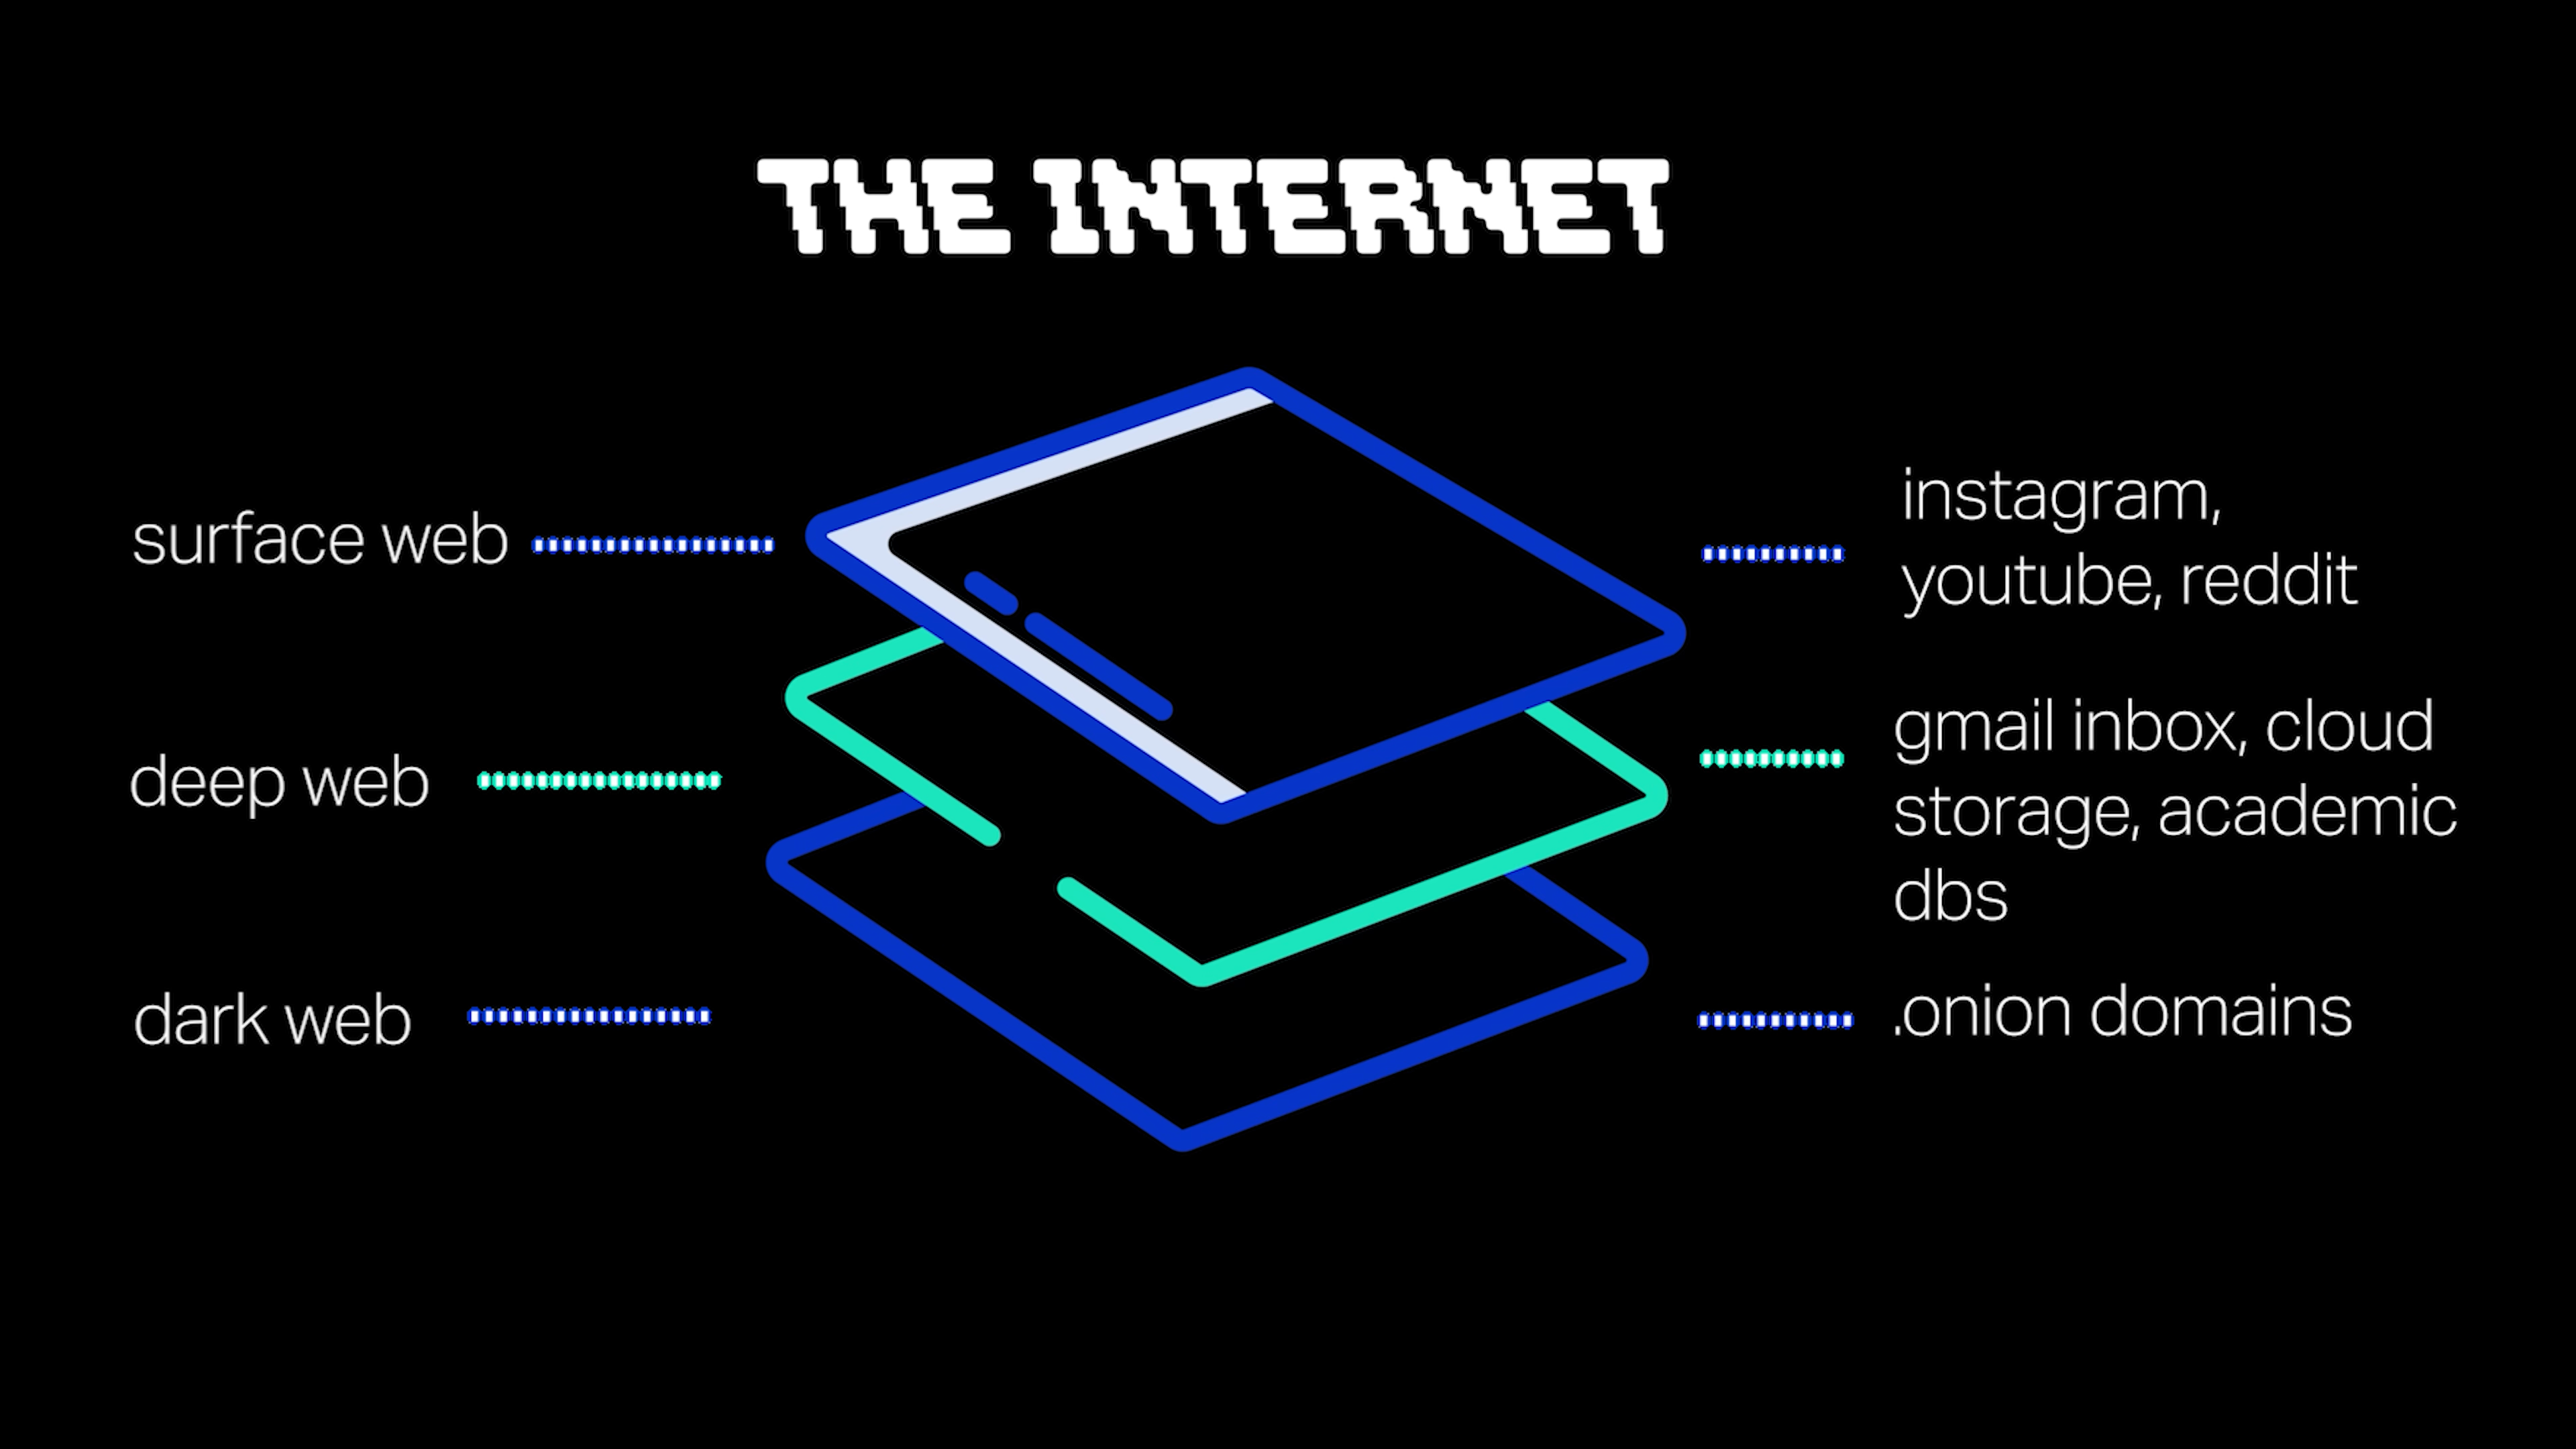 THE INTERNET
surface web
instagram,
youtube, reddit
deep web
gmail inbox, cloud
storage, academic
dbs
dark web
.onion domains